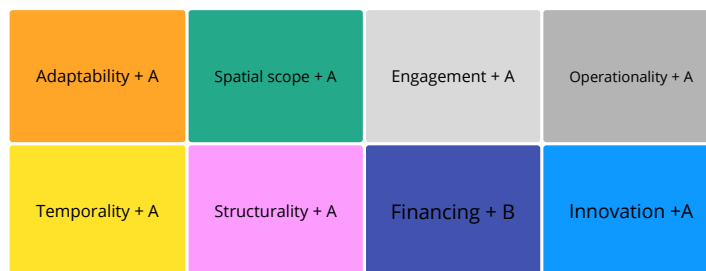 Adaptability + A
Spatial scope + A
Engagement + A
Operationality + A
Temporality + A
Structurality + A
Financing + B
Innovation +A